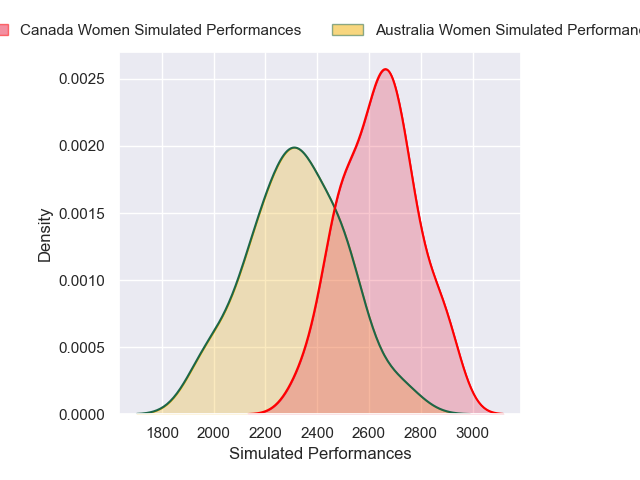 Canada Women Simulated Performances
Australia Women Simulated
0.0025
0.0020
0.0015
0.0010
0.0005
0.0000
Density
1800 2000 2200 2400 2600 2800 3000
Simulated Performances